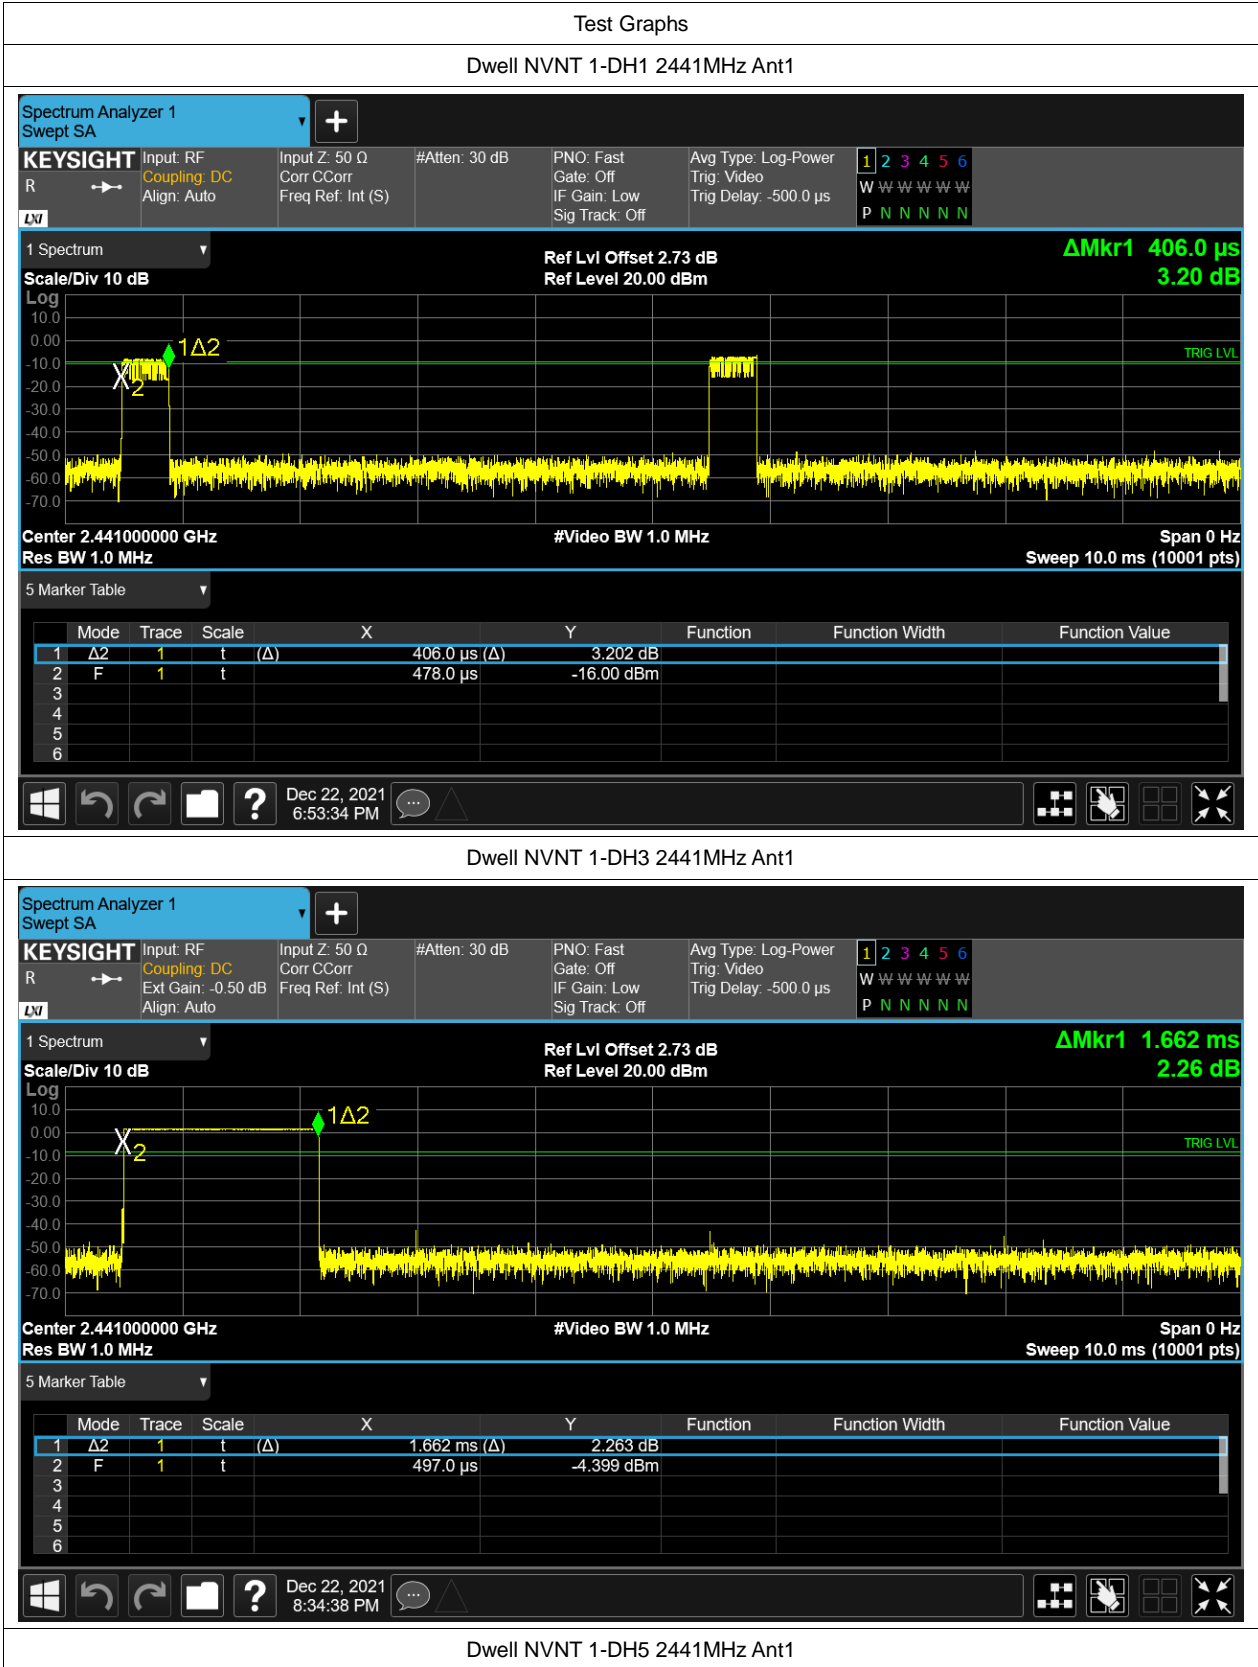 Test Graphs
Dwell NVNT 1-DH1 2441MHz Ant1
Spectrum Analyzer 1
Swept SA
KEYSIGHT Input: RF Input Z: 50 Ω #Atten: 30 dB PNO: Fast Avg Type: Log-Power 1 2 3 4 5 6
R Coupling: DC Corr CCorr Gate: Off Trig: Video W W W W W W
Align: Auto Freq Ref: Int (S) IF Gain: Low Trig Delay: -500.0 µs P N N N N N
LXI Sig Track: Off
1 Spectrum Ref Lvl Offset 2.73 dB ΔMkr1 406.0 µs
Scale/Div 10 dB Ref Level 20.00 dBm 3.20 dB
Log
10.0
0.00 1Δ2 TRIG LVL
-10.0 X2
-20.0
-30.0
-40.0
-50.0
-60.0
-70.0
Center 2.441000000 GHz #Video BW 1.0 MHz Span 0 Hz
Res BW 1.0 MHz Sweep 10.0 ms (10001 pts)
5 Marker Table
Mode Trace Scale X Y Function Function Width Function Value
1 Δ2 1 t (Δ) 406.0 µs (Δ) 3.202 dB
2 F 1 t 478.0 µs -16.00 dBm
3
4
5
6
? Dec 22, 2021
6:53:34 PM
Dwell NVNT 1-DH3 2441MHz Ant1
Spectrum Analyzer 1
Swept SA
KEYSIGHT Input: RF Input Z: 50 Ω #Atten: 30 dB PNO: Fast Avg Type: Log-Power 1 2 3 4 5 6
R Coupling: DC Corr CCorr Gate: Off Trig: Video W W W W W W
Ext Gain: -0.50 dB Freq Ref: Int (S) IF Gain: Low Trig Delay: -500.0 µs P N N N N N
LXI Align: Auto Sig Track: Off
1 Spectrum Ref Lvl Offset 2.73 dB ΔMkr1 1.662 ms
Scale/Div 10 dB Ref Level 20.00 dBm 2.26 dB
Log
10.0 1Δ2
0.00 X2 TRIG LVL
-10.0
-20.0
-30.0
-40.0
-50.0
-60.0
-70.0
Center 2.441000000 GHz #Video BW 1.0 MHz Span 0 Hz
Res BW 1.0 MHz Sweep 10.0 ms (10001 pts)
5 Marker Table
Mode Trace Scale X Y Function Function Width Function Value
1 Δ2 1 t (Δ) 1.662 ms (Δ) 2.263 dB
2 F 1 t 497.0 µs -4.399 dBm
3
4
5
6
? Dec 22, 2021
8:34:38 PM
Dwell NVNT 1-DH5 2441MHz Ant1